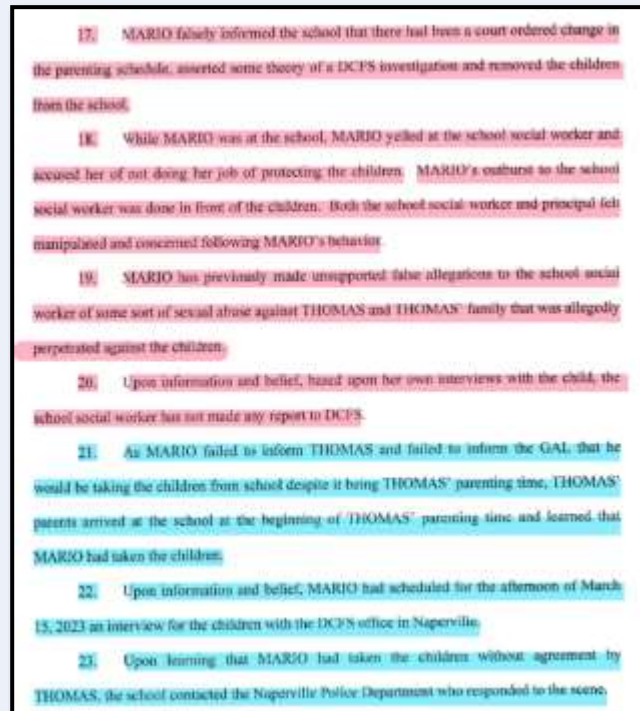 17. MARIO falsely informed the school that there had been a court ordered change in
the parenting schedule, asserted some theory of a DCFS investigation and removed the children
from the school.
18. While MARIO was at the school, MARIO yelled at the school social worker and
accused her of not doing her job of protecting the children. MARIO's outburst to the school
social worker was done in front of the children. Both the school social worker and principal felt
manipulated and concerned following MARIO's behavior.
19. MARIO has previously made unsupported false allegations to the school social
worker of some sort of sexual abuse against THOMAS and THOMAS' family that was allegedly
perpetrated against the children.
20. Upon information and belief, based upon her own interviews with the child, the
school social worker has not made any report to DCFS.
21. As MARIO failed to inform THOMAS and failed to inform the GAL that he
would be taking the children from school despite it being THOMAS' parenting time, THOMAS'
parents arrived at the school at the beginning of THOMAS' parenting time and learned that
MARIO had taken the children.
22. Upon information and belief, MARIO had scheduled for the afternoon of March
15, 2023 an interview for the children with the DCFS office in Naperville.
23. Upon learning that MARIO had taken the children without agreement by
THOMAS, the school contacted the Naperville Police Department who responded to the scene.